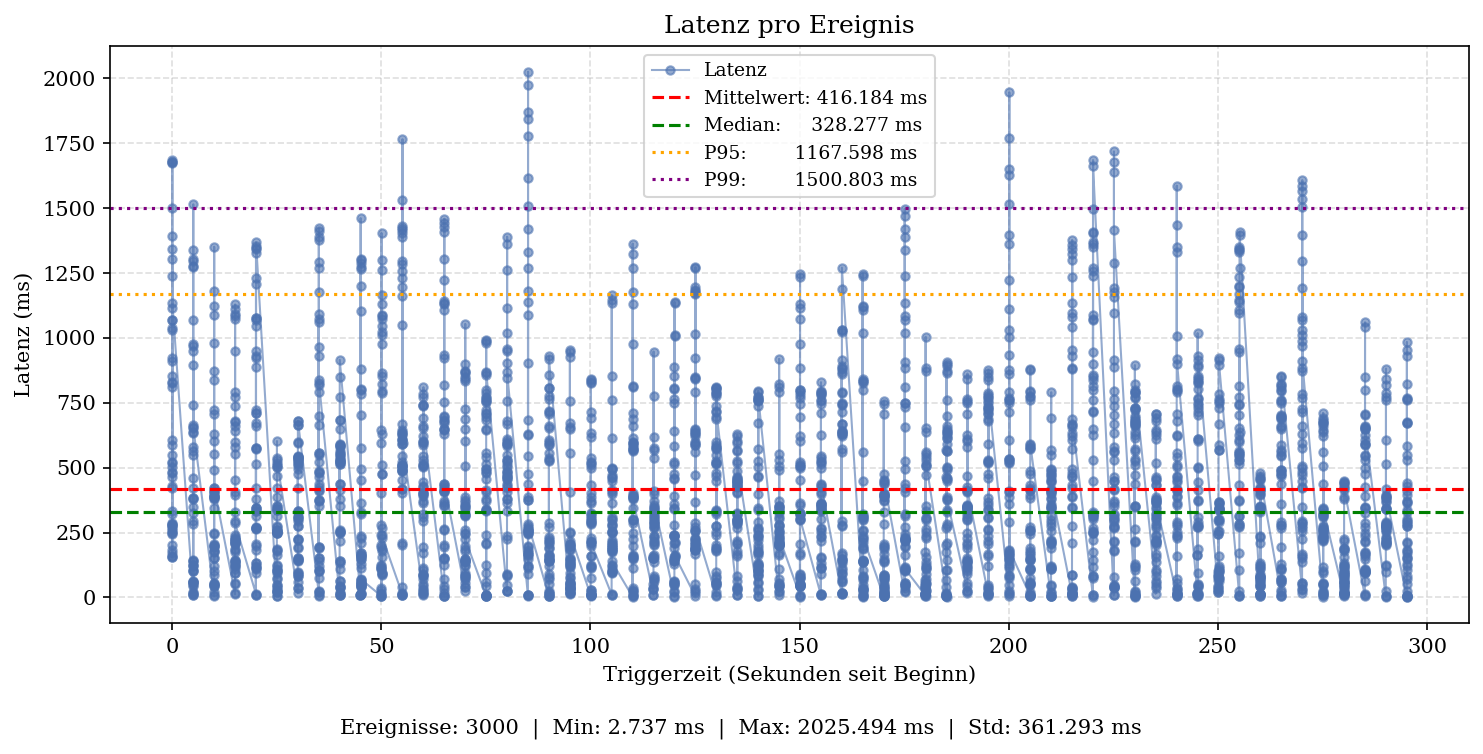 Latenz pro Ereignis
Latenz (ms)
2000
1750
1500
1250
1000
750
500
250
0
Latenz
Mittelwert: 416.184 ms
Median: 328.277 ms
P95: 1167.598 ms
P99: 1500.803 ms
0 50 100 150 200 250 300
Triggerzeit (Sekunden seit Beginn)
Ereignisse: 3000 | Min: 2.737 ms | Max: 2025.494 ms | Std: 361.293 ms